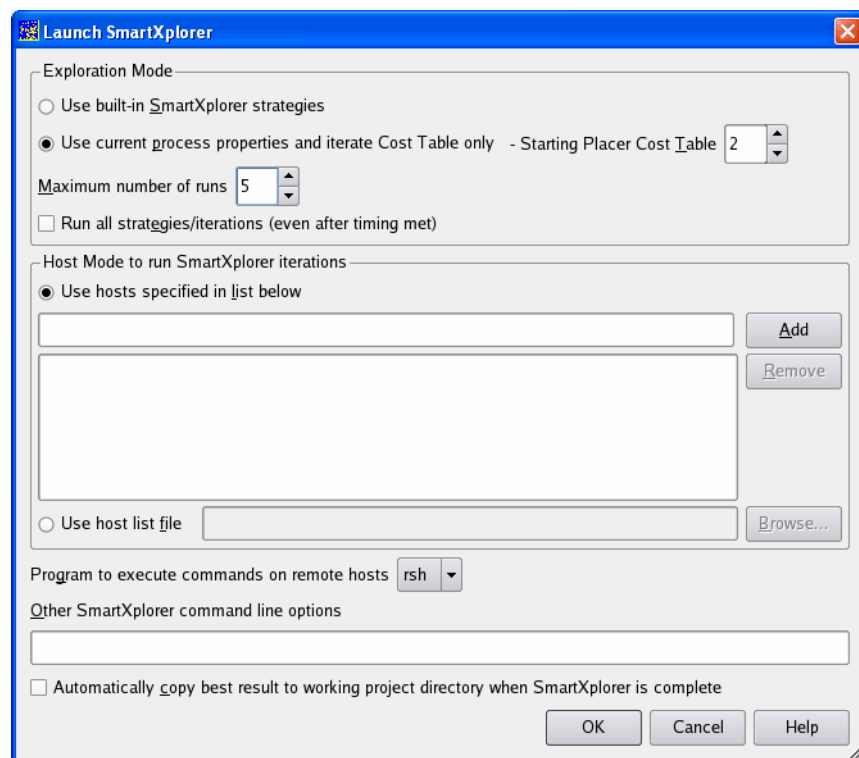 Launch SmartXplorer
Exploration Mode
Use built-in SmartXplorer strategies
Use current process properties and iterate Cost Table only - Starting Placer Cost Table 2
Maximum number of runs 5
Run all strategies/iterations (even after timing met)
Host Mode to run SmartXplorer iterations
Use hosts specified in list below
Add
Remove
Use host list file Browse...
Program to execute commands on remote hosts rsh
Other SmartXplorer command line options
Automatically copy best result to working project directory when SmartXplorer is complete
OK Cancel Help